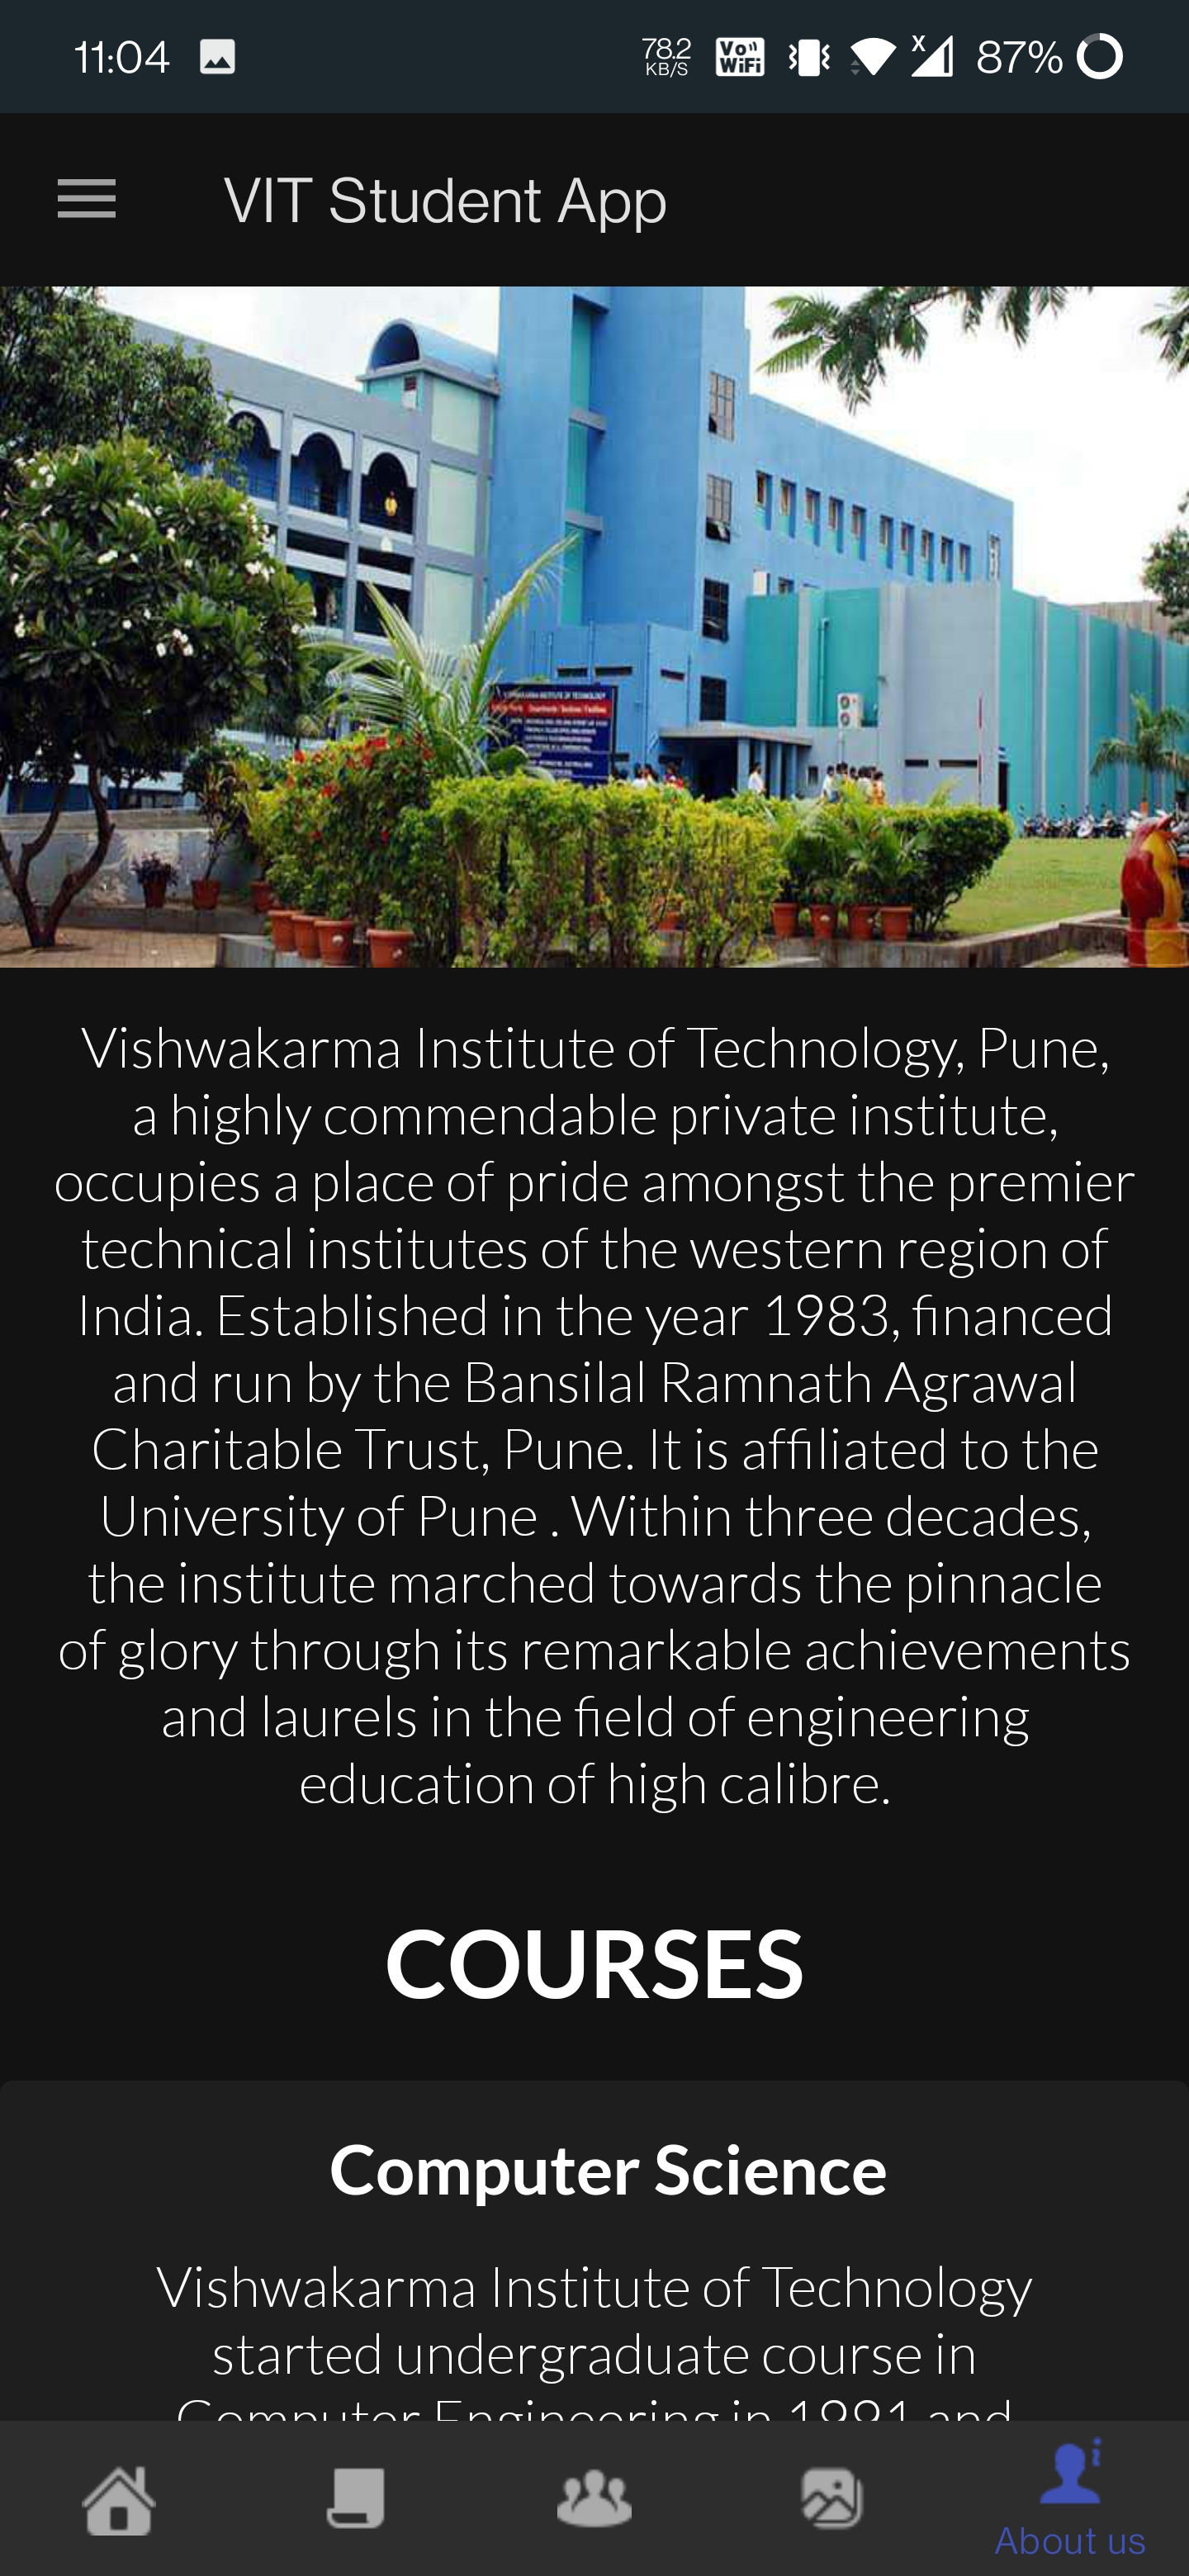 11:04
78.2
KB/S
Vo
WiFi
X
87%
VIT Student App
Vishwakarma Institute of Technology, Pune,
a highly commendable private institute,
occupies a place of pride amongst the premier
technical institutes of the western region of
India. Established in the year 1983, financed
and run by the Bansilal Ramnath Agrawal
Charitable Trust, Pune. It is affiliated to the
University of Pune . Within three decades,
the institute marched towards the pinnacle
of glory through its remarkable achievements
and laurels in the field of engineering
education of high calibre.
COURSES
Computer Science
Vishwakarma Institute of Technology
started undergraduate course in
Computer Engineering in 1991 and
About us